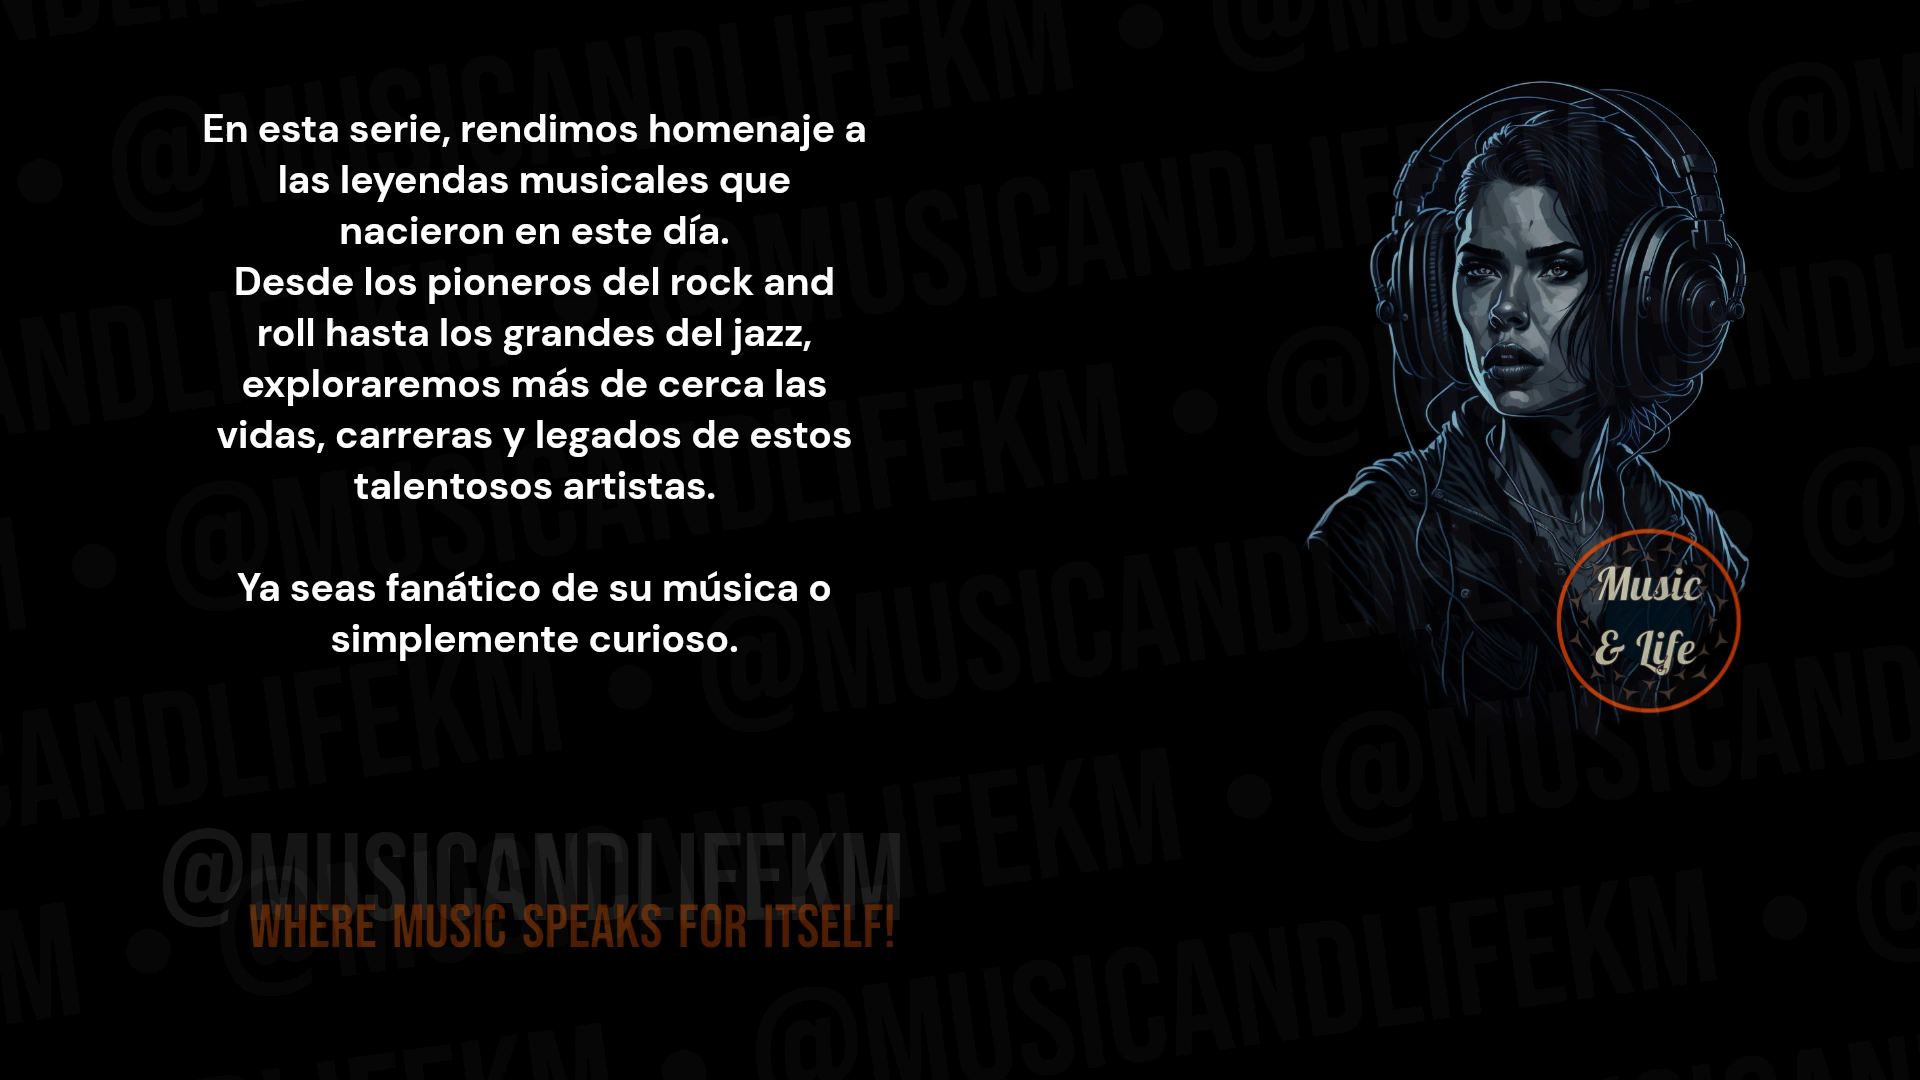 En esta serie, rendimos homenaje a
las leyendas musicales que
nacieron en este día.
Desde los pioneros del rock and
roll hasta los grandes del jazz,
exploraremos más de cerca las
vidas, carreras y legados de estos
talentosos artistas.
Ya seas fanático de su música o
simplemente curioso.
Music
& Life
@MUSICANDLIFEKM
WHERE MUSIC SPEAKS FOR ITSELF!